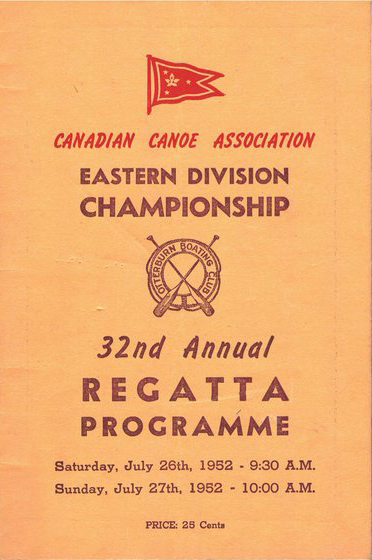 CANADIAN CANOE ASSOCIATION
EASTERN DIVISION
CHAMPIONSHIP
OTTERBURN BOATING CLUB
32nd Annual
REGATTA
PROGRAMME
Saturday, July 26th, 1952 - 9:30 A.M.
Sunday, July 27th, 1952 - 10:00 A.M.
PRICE: 25 Cents